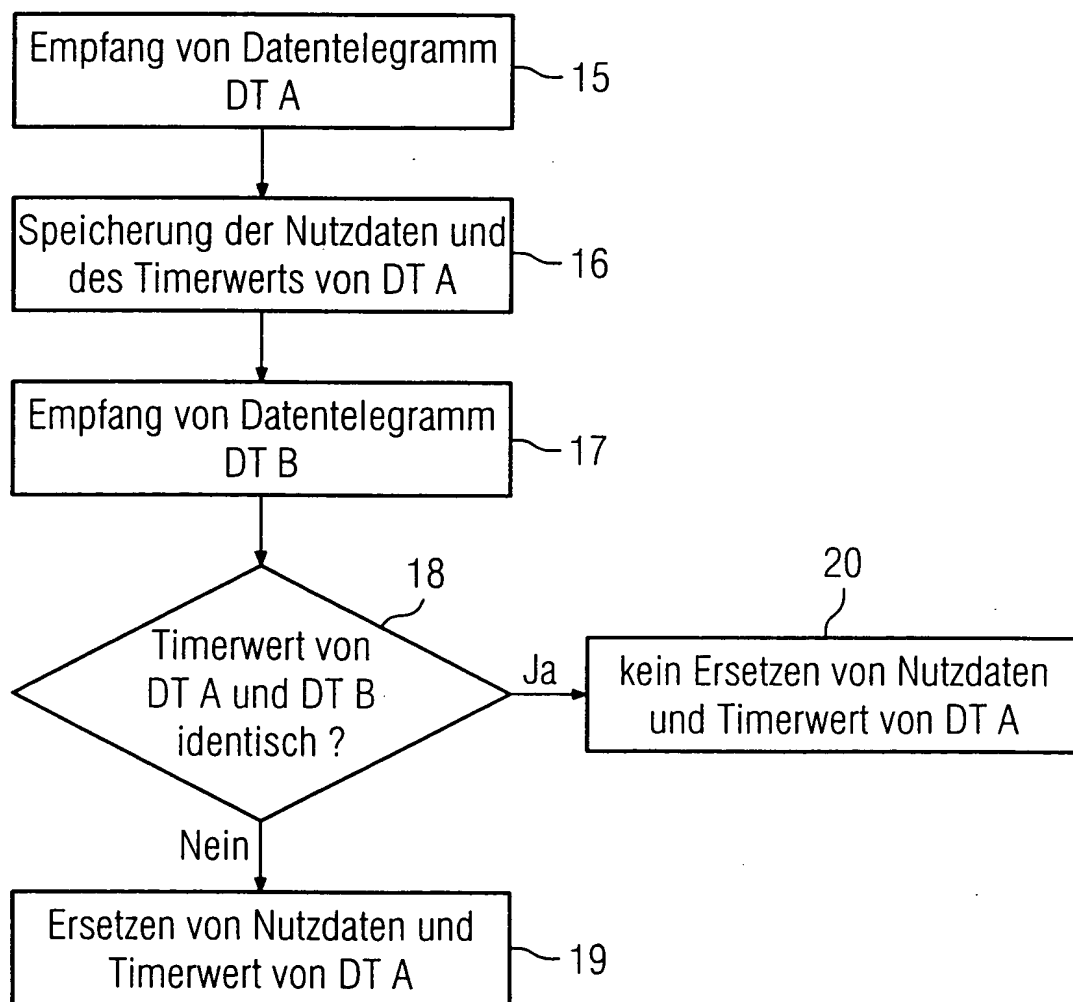 Empfang von Datentelegramm
DT A
15
Speicherung der Nutzdaten und
des Timerwerts von DT A
16
Empfang von Datentelegramm
DT B
17
18
Timerwert von
DT A und DT B
identisch ?
Ja
20
kein Ersetzen von Nutzdaten
und Timerwert von DT A
Nein
Ersetzen von Nutzdaten und
Timerwert von DT A
19